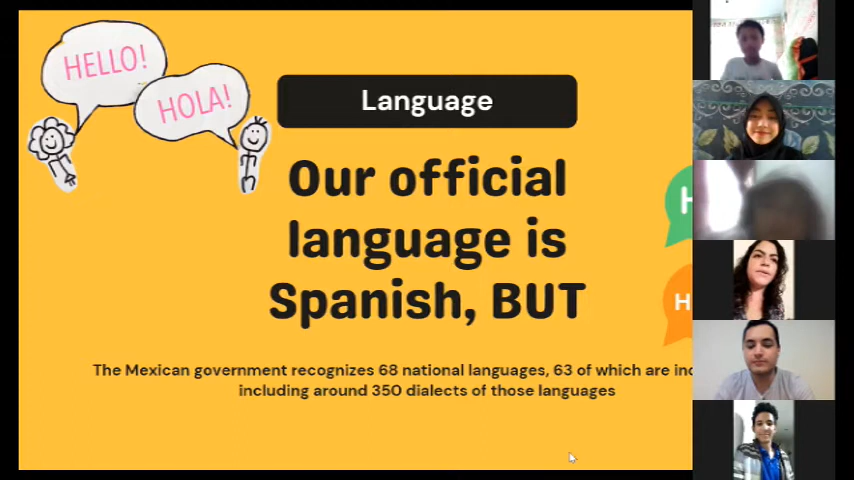 HELLO!
HOLA!
Language
Our official
language is
Spanish, BUT
H
H
The Mexican government recognizes 68 national languages, 63 of which are
including around 350 dialects of those languages